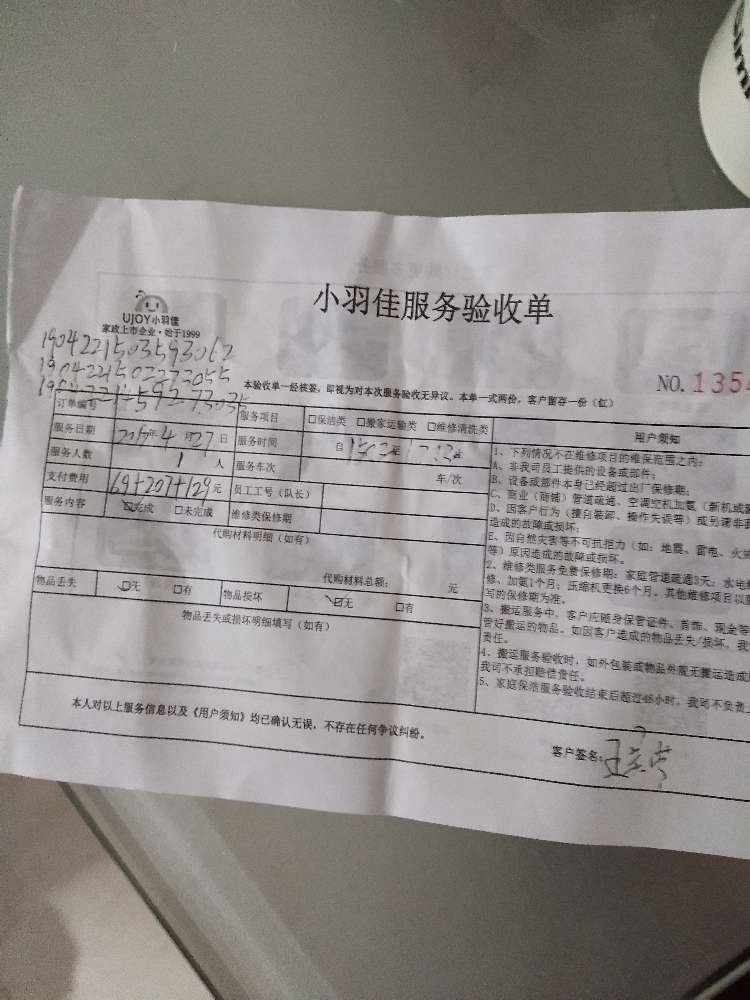 小羽佳服务验收单
UJOY小羽佳
家政上市企业·始于1999
1904221503593062
1904221502273055
本验收单一经核签，即视为对本次服务验收无异议。本单一式两份，客户留存一份（红）
NO. 1354
订单编号
服务项目 □保洁类 □搬家运输类 □维修清洗类
服务日期 年 4 月 27 日 服务时间 自
服务人数 1 人 服务车次 车/次
支付费用 69+207+129 元 员工工号（队长）
服务内容 ☑完成 □未完成 维修类保修期
代购材料明细（如有）
代购材料总额： 元
物品丢失 ☑无 □有 物品损坏 ☑无 □有
物品丢失或损坏明细填写（如有）
用户须知
1、下列情况不在维修项目的维保范围之内：
A、非我司员工提供的设备或部件；
B、设备或部件本身已经超过出厂保修期；
C、商业（商铺）管道疏通、空调空机加氨（新机或
D、因客户行为（擅自装卸、操作失误等）或另请非我
造成的故障或损坏；
E、因自然灾害等不可抗拒力（如：地震、雷电、火灾
等）原因造成的故障或损坏。
2、维修类服务免费保修期：家庭管道疏通3天；水电
修、加氨1个月；压缩机更换6个月。其他维修项目以
写的保修期为准。
3、搬运服务中，客户应随身保管证件、首饰、现金等
管好搬运的物品。如因客户造成的物品丢失/损坏，我
责任。
4、搬运服务验收时，如外包装或物品外观无搬运造成
我司不承担赔偿责任。
5、家庭保洁服务验收结束后超过48小时，我司不负责
本人对以上服务信息以及《用户须知》均已确认无误，不存在任何争议纠纷。
客户签名：